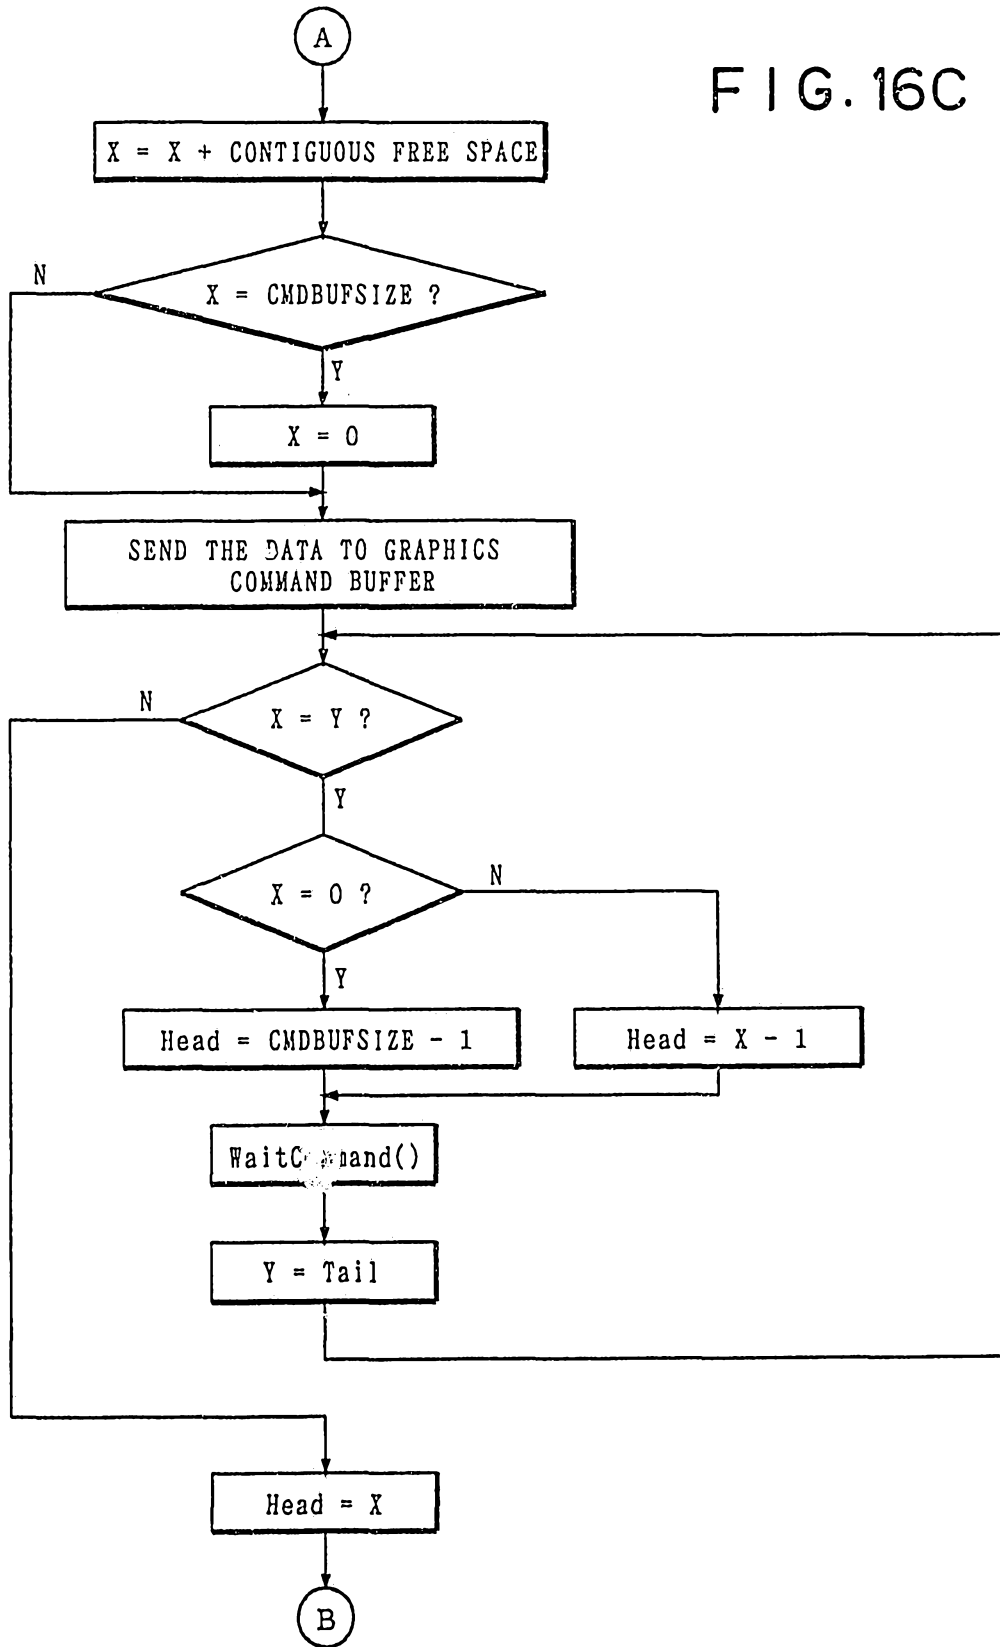 A
FIG. 16C
X = X + CONTIGUOUS FREE SPACE
N
X = CMDBUFSIZE ?
Y
X = 0
SEND THE DATA TO GRAPHICS
COMMAND BUFFER
N
X = Y ?
Y
X = 0 ?
N
Y
Head = CMDBUFSIZE - 1
Head = X - 1
WaitCommand()
Y = Tail
Head = X
B